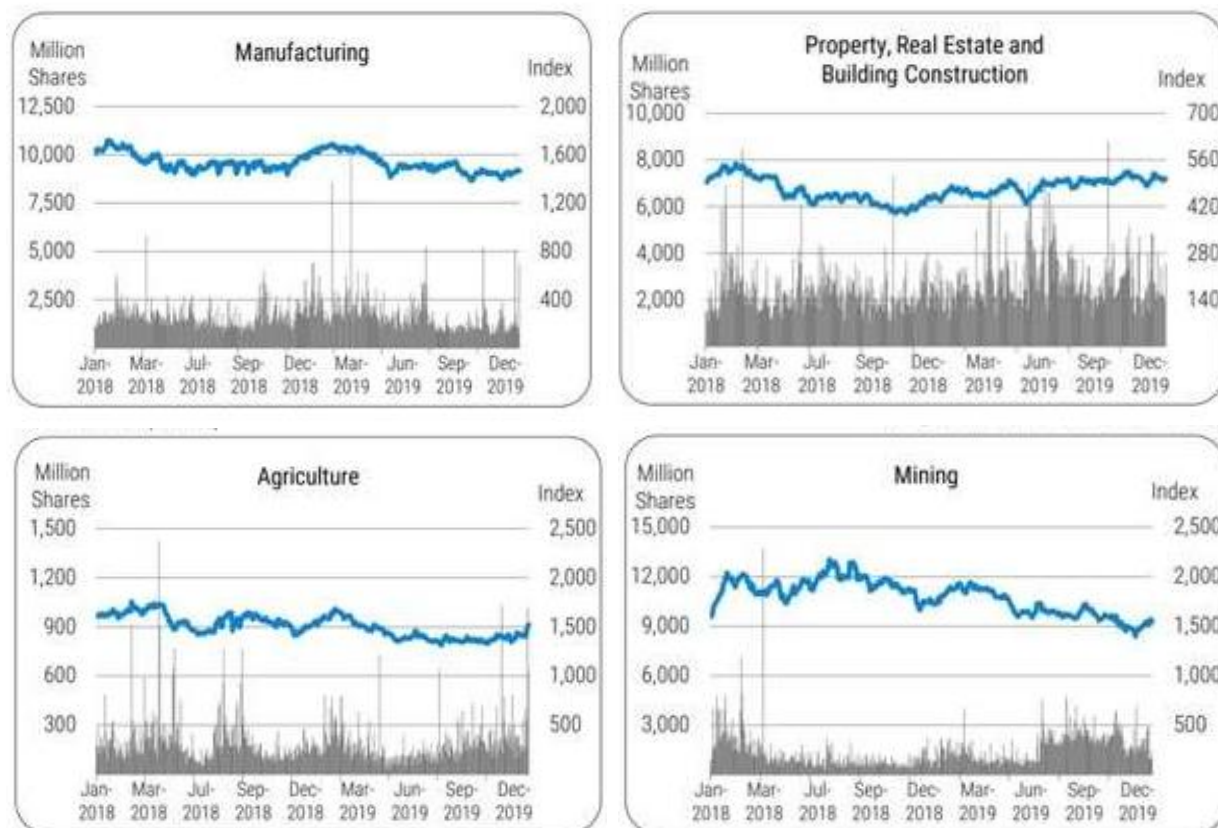 Manufacturing
Million
Shares
Index
12,500
2,000
10,000
1,600
7,500
1,200
5,000
800
2,500
400
Jan- Mar- Jul- Sep- Dec- Mar- Jun- Sep- Dec-
2018 2018 2018 2018 2018 2019 2019 2019 2019
Property, Real Estate and
Building Construction
Million
Shares
Index
10,000
700
8,000
560
6,000
420
4,000
280
2,000
140
Jan- Mar- Jul- Sep- Dec- Mar- Jun- Sep- Dec-
2018 2018 2018 2018 2018 2019 2019 2019 2019
Agriculture
Million
Shares
Index
1,500
2,500
1,200
2,000
900
1,500
600
1,000
300
500
Jan- Mar- Jul- Sep- Dec- Mar- Jun- Sep- Dec-
2018 2018 2018 2018 2018 2019 2019 2019 2019
Mining
Million
Shares
Index
15,000
2,500
12,000
2,000
9,000
1,500
6,000
1,000
3,000
500
Jan- Mar- Jul- Sep- Dec- Mar- Jun- Sep- Dec-
2018 2018 2018 2018 2018 2019 2019 2019 2019